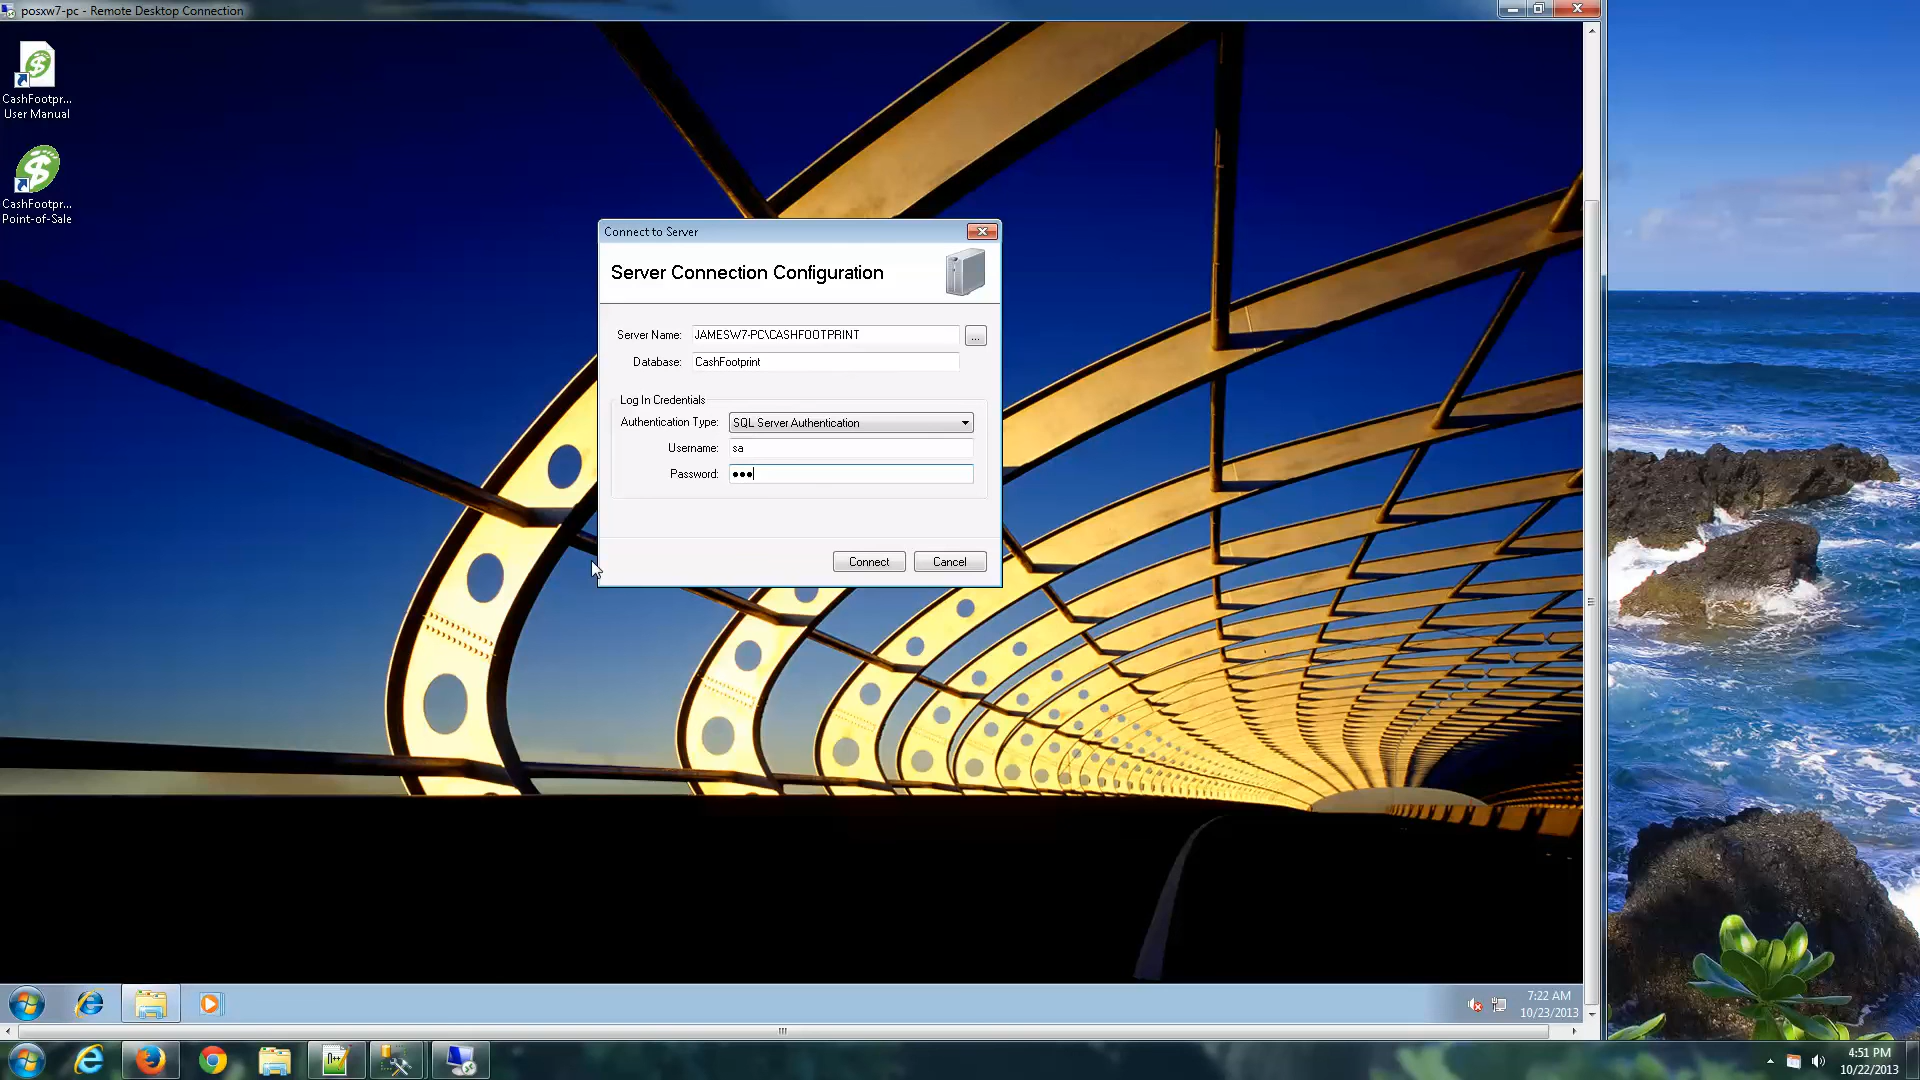 posxw7-pc - Remote Desktop Connection
CashFootpr...
User Manual
CashFootpr...
Point-of-Sale
Connect to Server
Server Connection Configuration
Server Name: JAMESW7-PC\CASHFOOTPRINT ...
Database: CashFootprint
Log In Credentials
Authentication Type: SQL Server Authentication
Username: sa
Password: •••
Connect Cancel
7:22 AM
10/23/2013
4:51 PM
10/22/2013